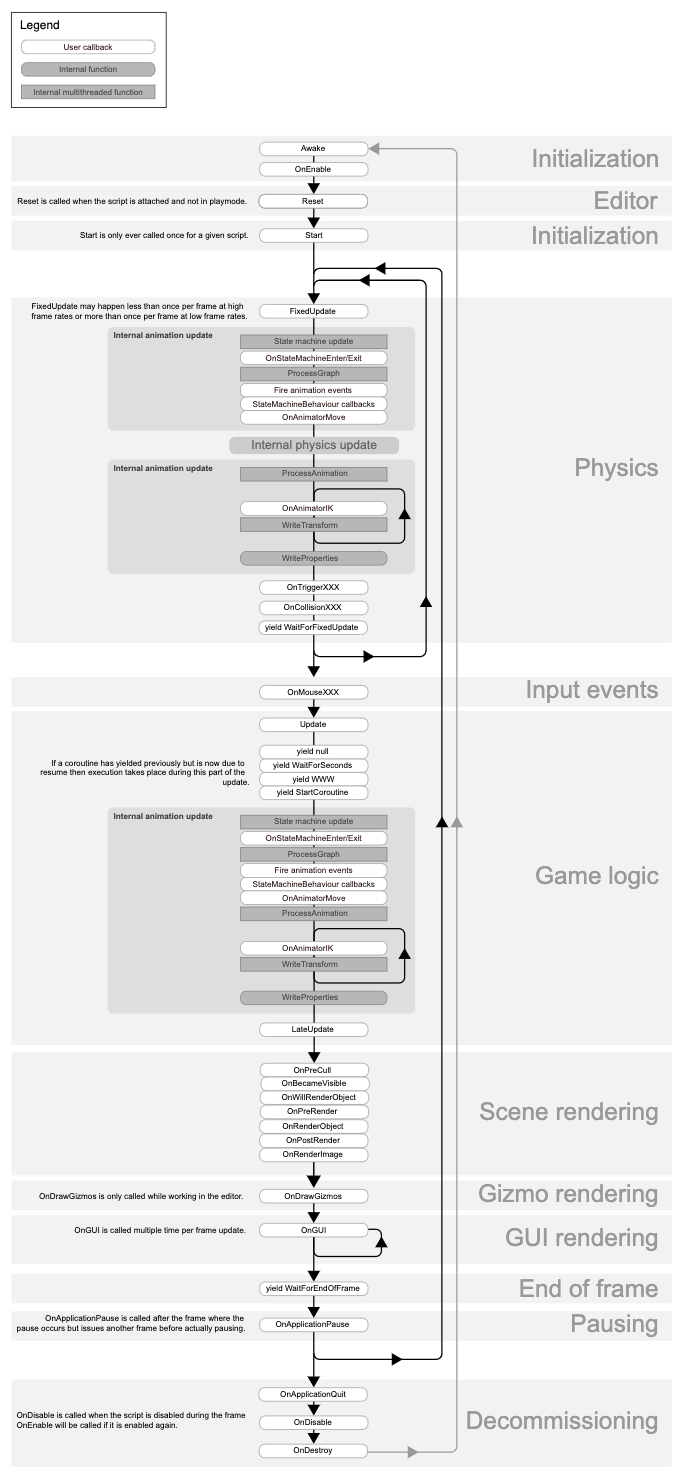 Legend
User callback
Internal function
Internal multithreaded function
Awake
OnEnable
Initialization
Reset is called when the script is attached and not in playmode.
Reset
Editor
Start is only ever called once for a given script.
Start
Initialization
FixedUpdate may happen less than once per frame at high
frame rates or more than once per frame at low frame rates.
FixedUpdate
Internal animation update
State machine update
OnStateMachineEnter/Exit
ProcessGraph
Fire animation events
StateMachineBehaviour callbacks
OnAnimatorMove
Internal physics update
Physics
Internal animation update
ProcessAnimation
OnAnimatorIK
WriteTransform
WriteProperties
OnTriggerXXX
OnCollisionXXX
yield WaitForFixedUpdate
OnMouseXXX
Input events
Update
yield null
If a coroutine has yielded previously but is now due to
resume then execution takes place during this part of the
update.
yield WaitForSeconds
yield WWW
yield StartCoroutine
Internal animation update
State machine update
OnStateMachineEnter/Exit
ProcessGraph
Fire animation events
StateMachineBehaviour callbacks
OnAnimatorMove
ProcessAnimation
Game logic
OnAnimatorIK
WriteTransform
WriteProperties
LateUpdate
OnPreCull
OnBecameVisible
OnWillRenderObject
OnPreRender
OnRenderObject
OnPostRender
OnRenderImage
Scene rendering
OnDrawGizmos is only called while working in the editor.
OnDrawGizmos
Gizmo rendering
OnGUI is called multiple time per frame update.
OnGUI
GUI rendering
yield WaitForEndOfFrame
End of frame
OnApplicationPause is called after the frame where the
pause occurs but issues another frame before actually pausing.
OnApplicationPause
Pausing
OnApplicationQuit
OnDisable is called when the script is disabled during the frame
OnEnable will be called if it is enabled again.
OnDisable
Decommissioning
OnDestroy